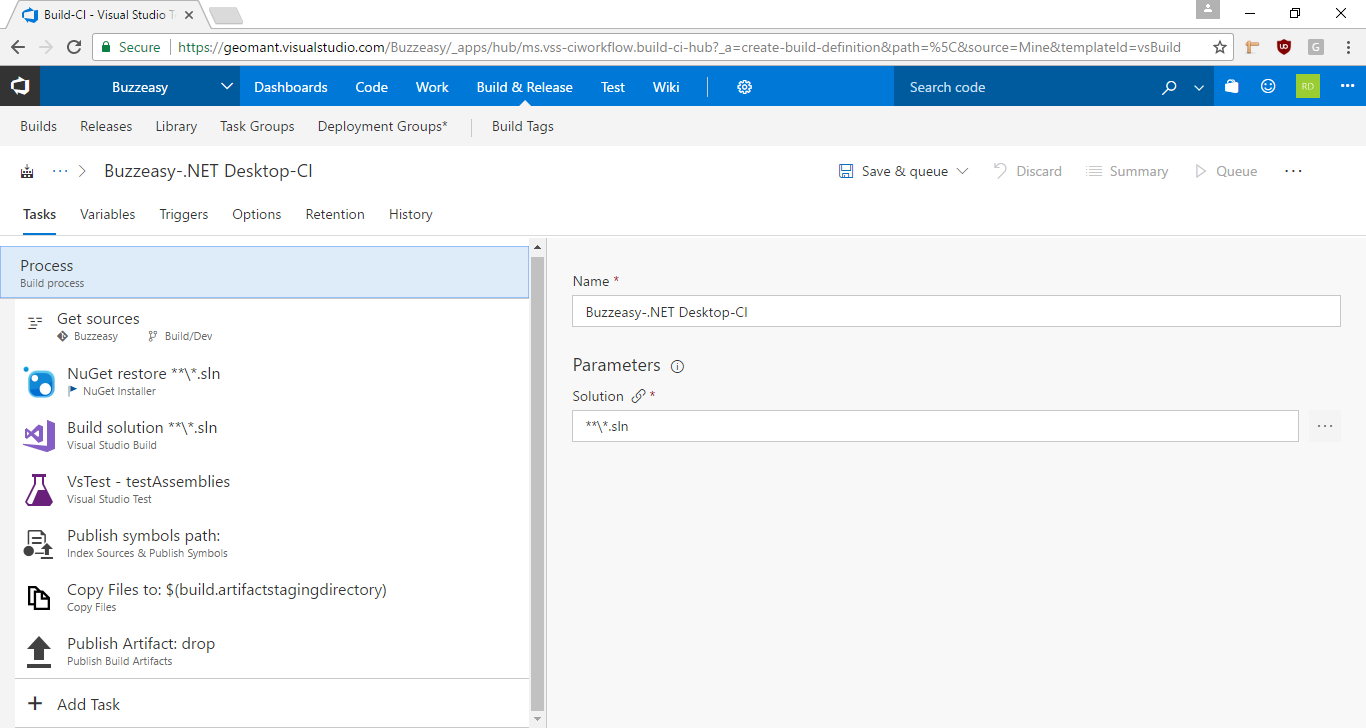 Build-CI - Visual Studio T
Secure https://geomant.visualstudio.com/Buzzeasy/_apps/hub/ms.vss-ciworkflow.build-ci-hub?_a=create-build-definition&path=%5C&source=Mine&templateId=vsBuild
Buzzeasy Dashboards Code Work Build & Release Test Wiki Search code RD
Builds Releases Library Task Groups Deployment Groups* Build Tags
Buzzeasy-.NET Desktop-CI Save & queue Discard Summary Queue
Tasks Variables Triggers Options Retention History
Process
Build process
Get sources
Buzzeasy Build/Dev
NuGet restore **\*.sln
NuGet Installer
Build solution **\*.sln
Visual Studio Build
VsTest - testAssemblies
Visual Studio Test
Publish symbols path:
Index Sources & Publish Symbols
Copy Files to: $(build.artifactstagingdirectory)
Copy Files
Publish Artifact: drop
Publish Build Artifacts
+ Add Task
Name *
Buzzeasy-.NET Desktop-CI
Parameters
Solution *
**\*.sln